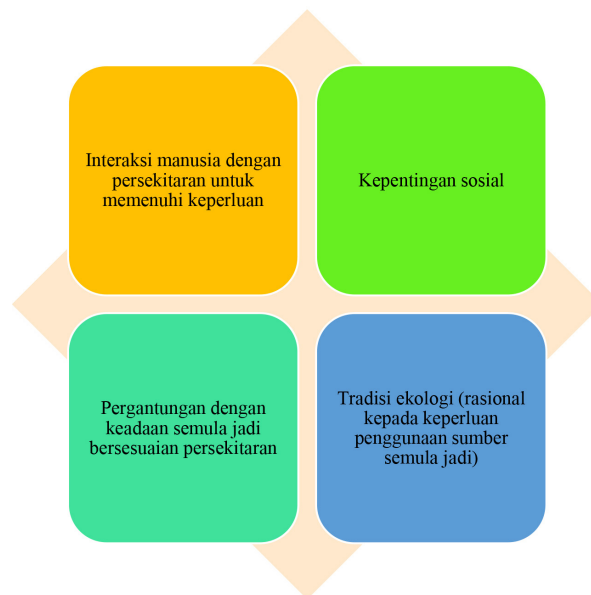 Interaksi manusia dengan
persekitaran untuk
memenuhi keperluan
Kepentingan sosial
Pergantungan dengan
keadaan semula jadi
bersesuaian persekitaran
Tradisi ekologi (rasional
kepada keperluan
penggunaan sumber
semula jadi)